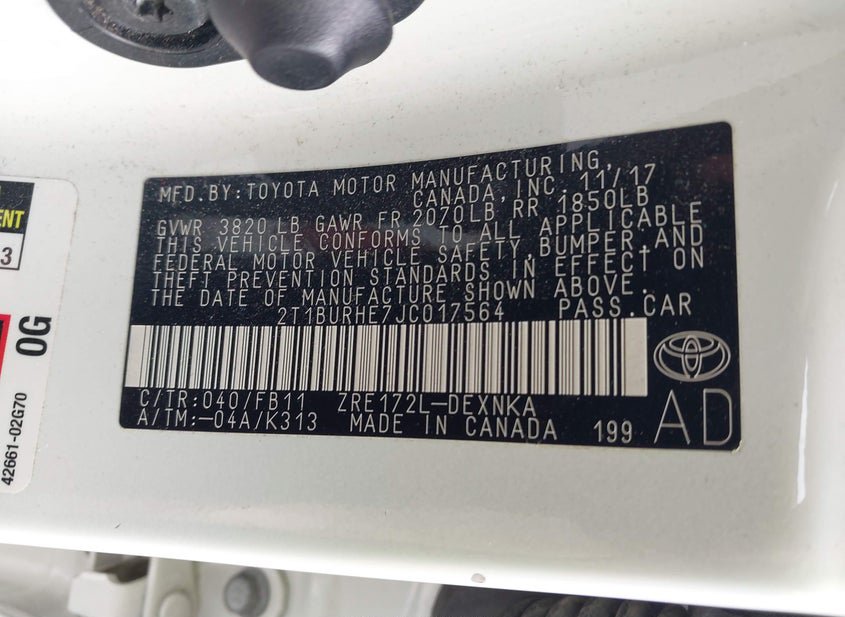 MFD.BY:TOYOTA MOTOR MANUFACTURING,
CANADA, INC. 11/17
GVWR 3820 LB GAWR FR 2070LB RR 1850LB
THIS VEHICLE CONFORMS TO ALL APPLICABLE
FEDERAL MOTOR VEHICLE SAFETY,BUMPER,AND
THEFT PREVENTION STANDARDS IN EFFECT ON
THE DATE OF MANUFACTURE SHOWN ABOVE.
2T1BURHE7JC017564 PASS.CAR
C/TR:040/FB11 ZRE172L-DEXNKA
A/TM:-04A/K313 MADE IN CANADA 199 AD
3
0G
42661-02G70